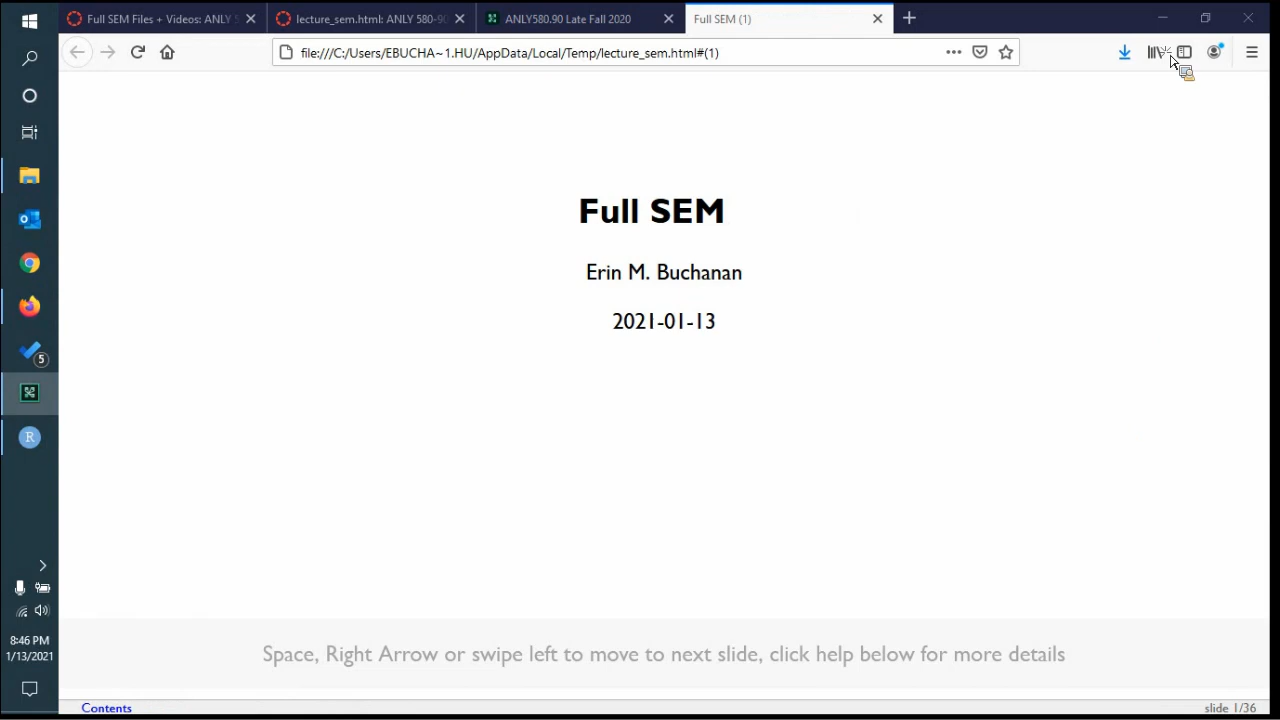 Full SEM Files + Videos: ANLY 5
lecture_sem.html: ANLY 580-90
ANLY580.90 Late Fall 2020
Full SEM (1)
file:///C:/Users/EBUCHA~1.HU/AppData/Local/Temp/lecture_sem.html#(1)
Full SEM
Erin M. Buchanan
2021-01-13
5
R
8:46 PM
1/13/2021
Space, Right Arrow or swipe left to move to next slide, click help below for more details
Contents
slide 1/36